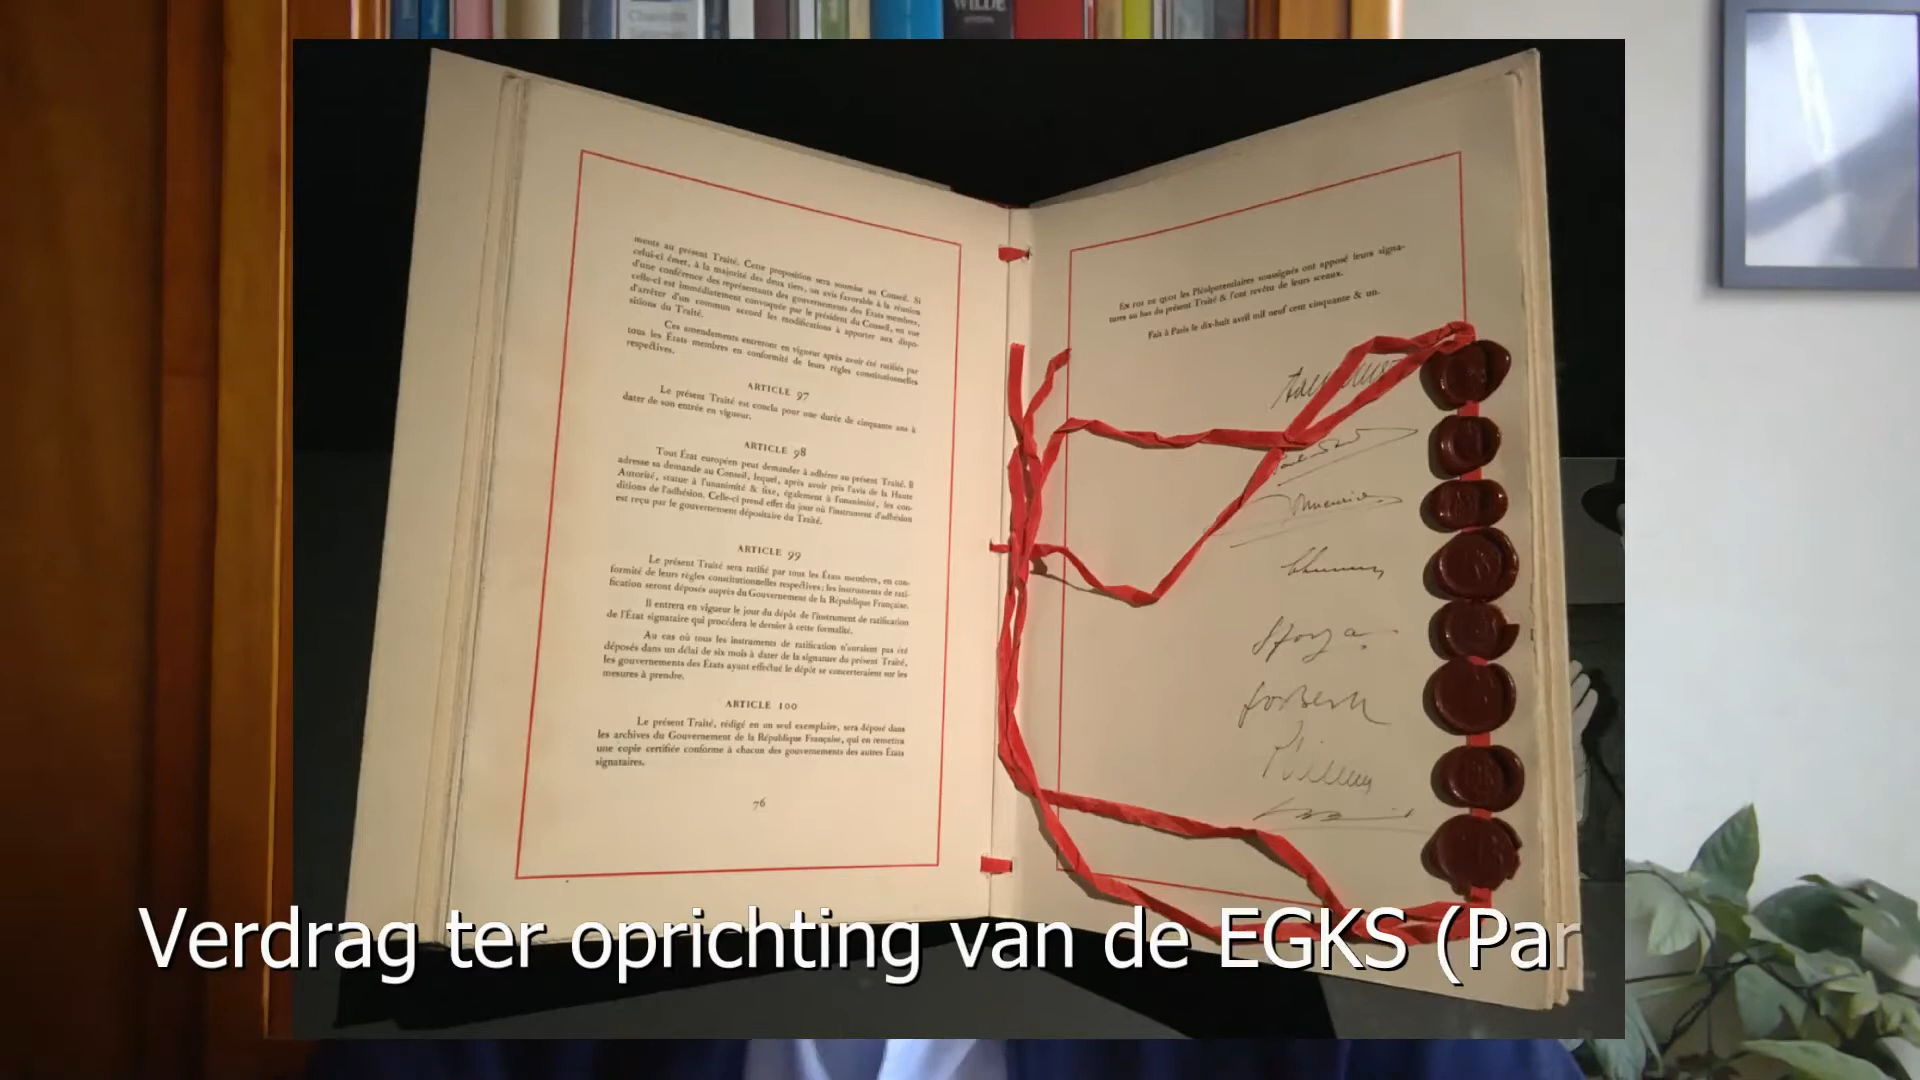 WILDE
ments au présent Traité. Cette proposition sera soumise au Conseil. Si
celui-ci émet, à la majorité des deux tiers, un avis favorable à la réunion
d'une conférence des représentants des gouvernements des États membres,
celle-ci est immédiatement convoquée par le président du Conseil, en vue
d'arrêter d'un commun accord les modifications à apporter aux dispo-
sitions du Traité.
Ces amendements entreront en vigueur après avoir été ratifiés par
tous les États membres en conformité de leurs règles constitutionnelles
respectives.
ARTICLE 97
Le présent Traité est conclu pour une durée de cinquante ans à
dater de son entrée en vigueur.
ARTICLE 98
Tout État européen peut demander à adhérer au présent Traité. Il
adresse sa demande au Conseil, lequel, après avoir pris l'avis de la Haute
Autorité, statue à l'unanimité & fixe, également à l'unanimité, les con-
ditions de l'adhésion. Celle-ci prend effet du jour où l'instrument d'adhésion
est reçu par le gouvernement dépositaire du Traité.
ARTICLE 99
Le présent Traité sera ratifié par tous les États membres, en con-
formité de leurs règles constitutionnelles respectives; les instruments de rati-
fication seront déposés auprès du Gouvernement de la République Française.
Il entrera en vigueur le jour du dépôt de l'instrument de ratification
de l'État signataire qui procédera le dernier à cette formalité.
Au cas où tous les instruments de ratification n'auraient pas été
déposés dans un délai de six mois à dater de la signature du présent Traité,
les gouvernements des États ayant effectué le dépôt se concerteraient sur les
mesures à prendre.
ARTICLE 100
Le présent Traité, rédigé en un seul exemplaire, sera déposé dans
les archives du Gouvernement de la République Française, qui en remettra
une copie certifiée conforme à chacun des gouvernements des autres États
signataires.
76
EN FOI DE QUOI les Plénipotentiaires soussignés ont apposé leurs signa-
tures au bas du présent Traité & l'ont revêtu de leurs sceaux.
Fait à Paris le dix-huit avril mil neuf cent cinquante & un.
Sforza
Verdrag ter oprichting van de EGKS (Par